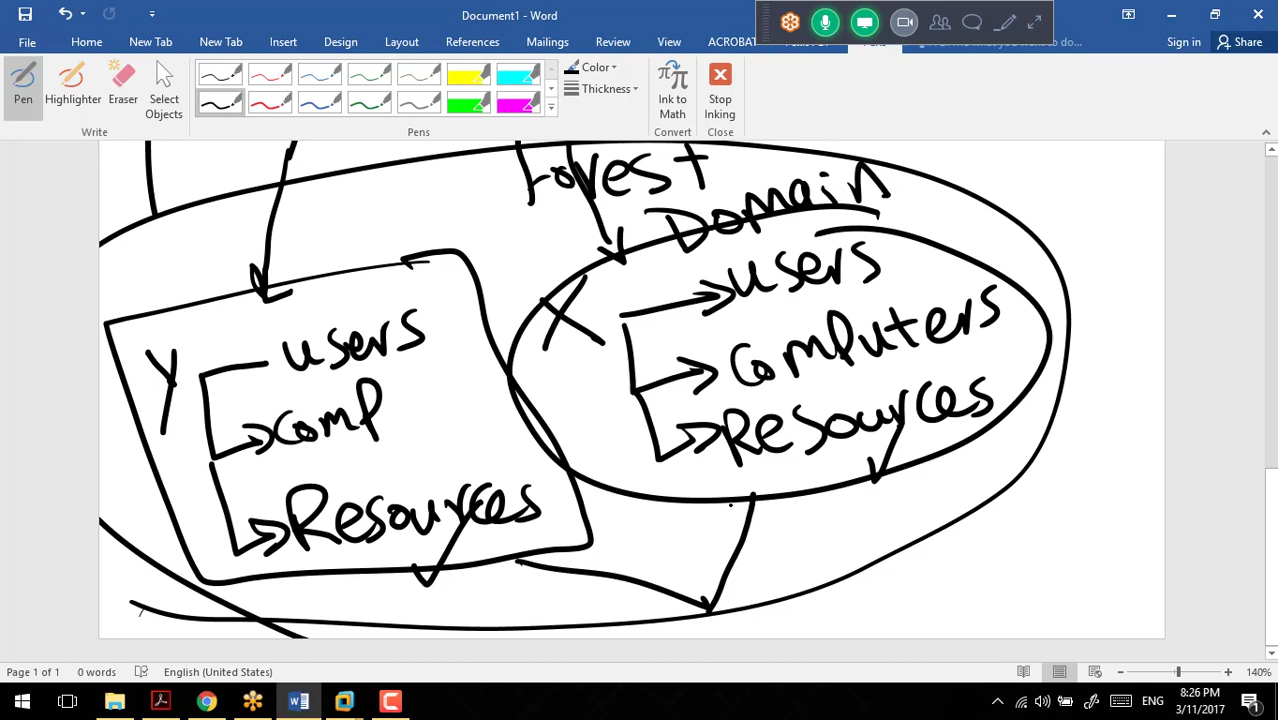 Document1 - Word
File Home New Tab New Tab Insert Design Layout References Mailings Review View ACROBAT
Sign in Share
Pen Highlighter Eraser Select Objects
Color
Thickness
Ink to Math
Stop Inking
Write Pens Convert Close
Forest
Domain
X users
Computers
Resources
Y users
comp
Resources
Page 1 of 1 0 words English (United States) 140%
ENG 8:26 PM
3/11/2017